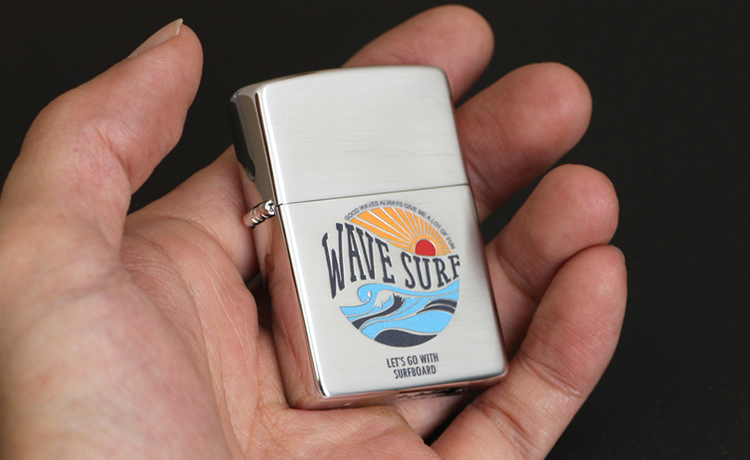 GOOD WAVES ALWAYS GIVE ME A LOT OF FUN
WAVE SURF
LET'S GO WITH
SURFBOARD